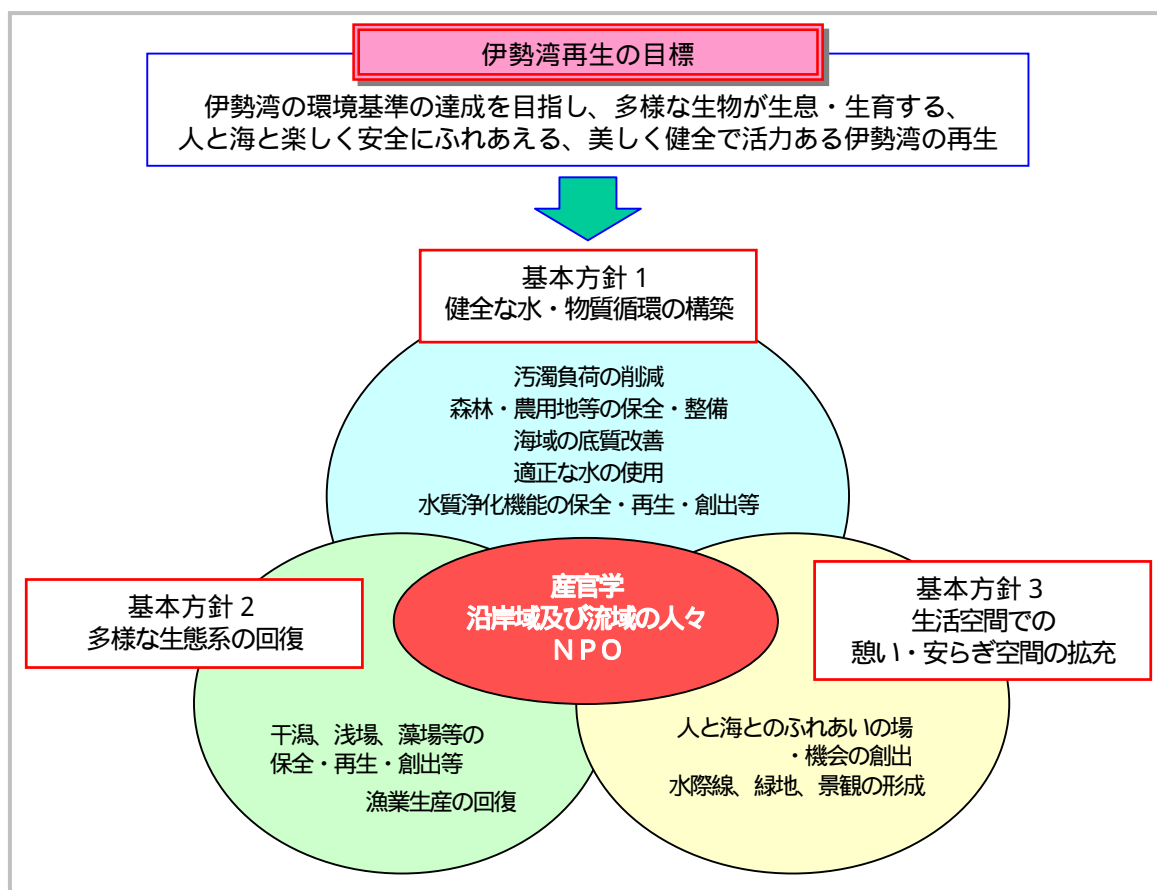 伊勢湾再生の目標
伊勢湾の環境基準の達成を目指し、多様な生物が生息・生育する、
人と海と楽しく安全にふれあえる、美しく健全で活力ある伊勢湾の再生
基本方針1
健全な水・物質循環の構築
汚濁負荷の削減
森林・農用地等の保全・整備
海域の底質改善
適正な水の使用
水質浄化機能の保全・再生・創出等
産官学
沿岸域及び流域の人々
NPO
基本方針2
多様な生態系の回復
干潟、浅場、藻場等の
保全・再生・創出等
漁業生産の回復
基本方針3
生活空間での
憩い・安らぎ空間の拡充
人と海とのふれあいの場
・機会の創出
水際線、緑地、景観の形成